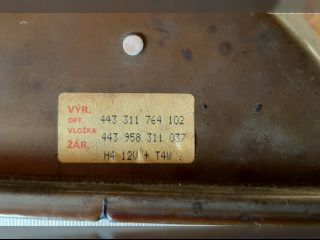 VÝR.
OPT. 443 311 764 102
VLOŽKA
ŽÁR. 443 958 311 037
H4 12V + T4W